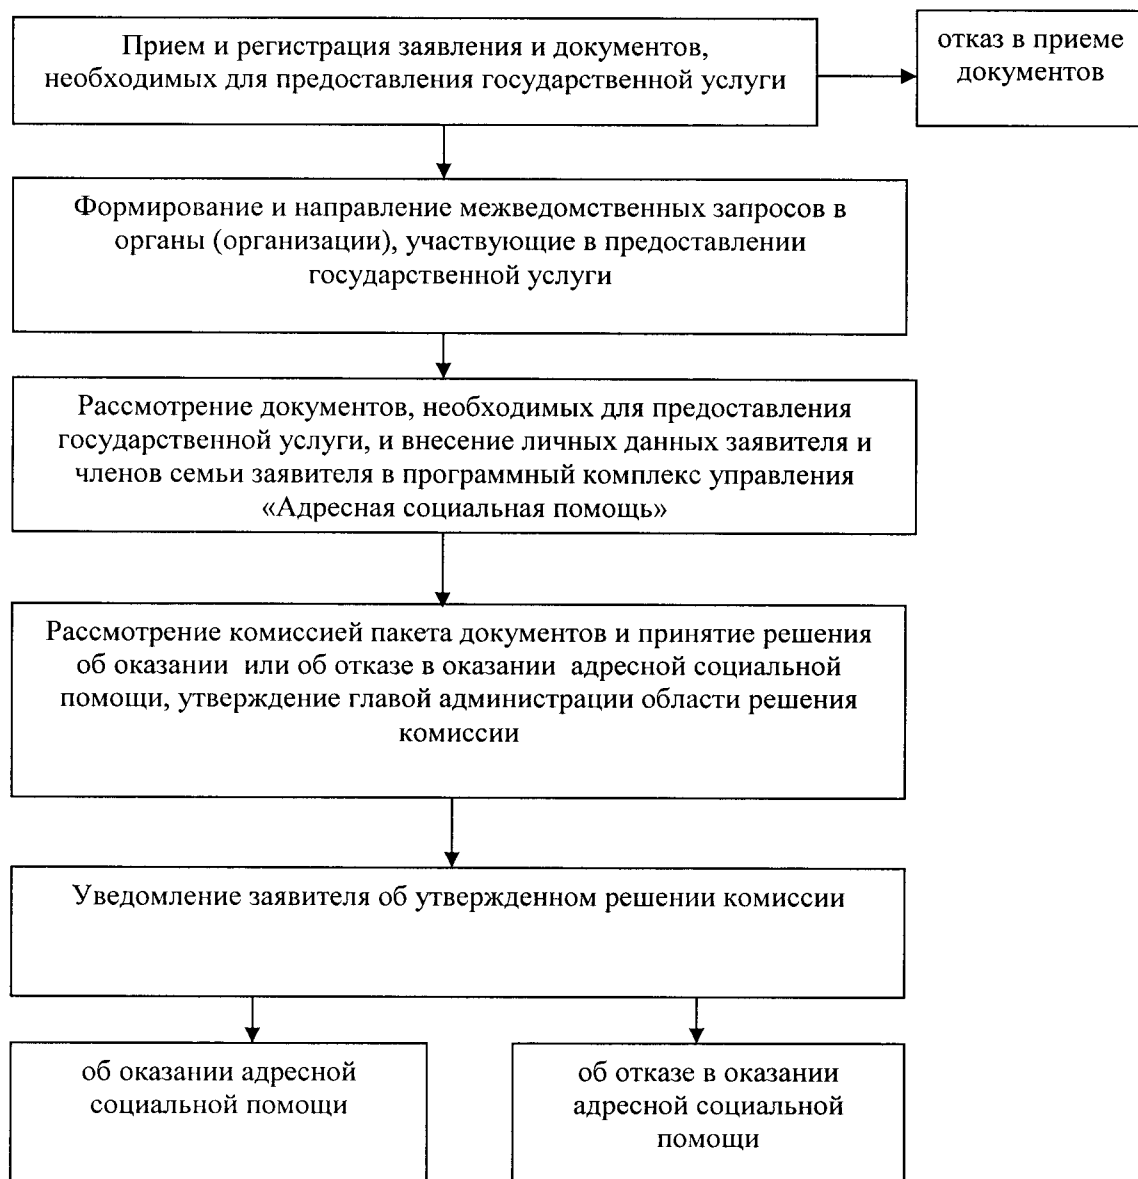 Прием и регистрация заявления и документов,
необходимых для предоставления государственной услуги
отказ в приеме
документов
Формирование и направление межведомственных запросов в
органы (организации), участвующие в предоставлении
государственной услуги
Рассмотрение документов, необходимых для предоставления
государственной услуги, и внесение личных данных заявителя и
членов семьи заявителя в программный комплекс управления
«Адресная социальная помощь»
Рассмотрение комиссией пакета документов и принятие решения
об оказании или об отказе в оказании адресной социальной
помощи, утверждение главой администрации области решения
комиссии
Уведомление заявителя об утвержденном решении комиссии
об оказании адресной
социальной помощи
об отказе в оказании
адресной социальной
помощи